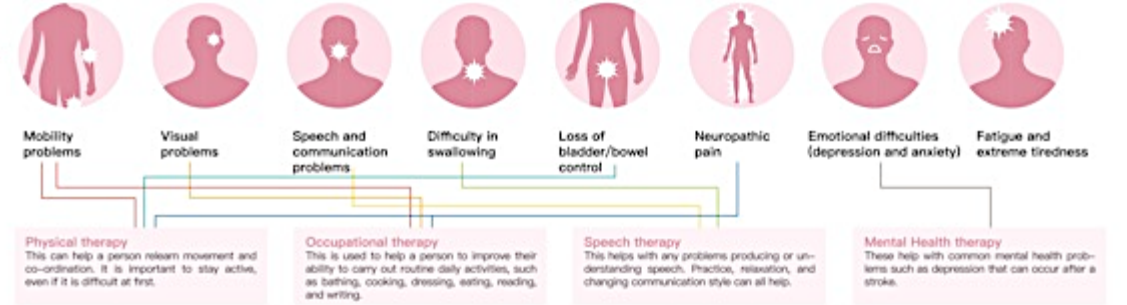 Mobility
problems
Visual
problems
Speech and
communication
problems
Difficulty in
swallowing
Loss of
bladder/bowel
control
Neuropathic
pain
Emotional difficulties
(depression and anxiety)
Fatigue and
extreme tiredness
Physical therapy
This can help a person relearn movement and
co-ordination. It is important to stay active,
even if it is difficult at first.
Occupational therapy
This is used to help a person to improve their
ability to carry out routine daily activities, such
as bathing, cooking, dressing, eating, reading,
and writing.
Speech therapy
This helps with any problems producing or un-
derstanding speech. Practice, relaxation, and
changing communication style can all help.
Mental Health therapy
These help with common mental health prob-
lems such as depression that can occur after a
stroke.